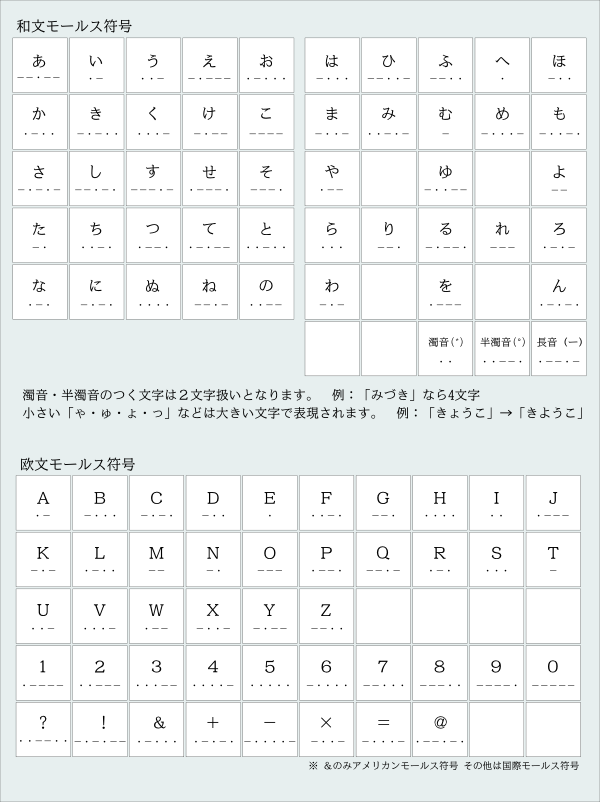 和文モールス符号
あ い う え お は ひ ふ へ ほ
－－・－－ ・－ ・・－ －・－－－ ・－・・・ －・・・ －－・・－ －－・・ ・ －・・
か き く け こ ま み む め も
・－・・ －・－・・ ・・・－ －・－－ －－－－ －・・－ ・・－・－ － －・・・－ －・・－・
さ し す せ そ や ゆ よ
－・－・－ －－・－・ －－－・－ ・－－－・ －－－・ ・－－ －・・－－ －－
た ち つ て と ら り る れ ろ
－・ ・・－・ ・－－・ ・－・－－ ・・－・・ ・・・ －－・ －・－－・ －－－ ・－・－
な に ぬ ね の わ を ん
・－・ －・－・ ・・・・ －－・－ ・・－－ －・－ ・－－－ ・－・－・
濁音(゛) 半濁音(゜) 長音（ー）
・・ ・・－－・ ・－－・－
濁音・半濁音のつく文字は２文字扱いとなります。　例：「みづき」なら4文字
小さい「ゃ・ゅ・ょ・っ」などは大きい文字で表現されます。　例：「きょうこ」→「きようこ」
欧文モールス符号
A B C D E F G H I J
・－ －・・・ －・－・ －・・ ・ ・・－・ －－・ ・・・・ ・・ ・－－－
K L M N O P Q R S T
－・－ ・－・・ －－ －・ －－－ ・－－・ －－・－ ・－・ ・・・ －
U V W X Y Z
・・－ ・・・－ ・－－ －・・－ －・－－ －－・・
1 2 3 4 5 6 7 8 9 0
・－－－－ ・・－－－ ・・・－－ ・・・・－ ・・・・・ －・・・・ －－・・・ －－－・・ －－－－・ －－－－－
? ! & ＋ － × ＝ @
・・－－・・ －・－・－－ ・－・・・ ・－・－・ －・・・・－ －・・－ －・・・－ ・－－・－・
※ &のみアメリカンモールス符号 その他は国際モールス符号